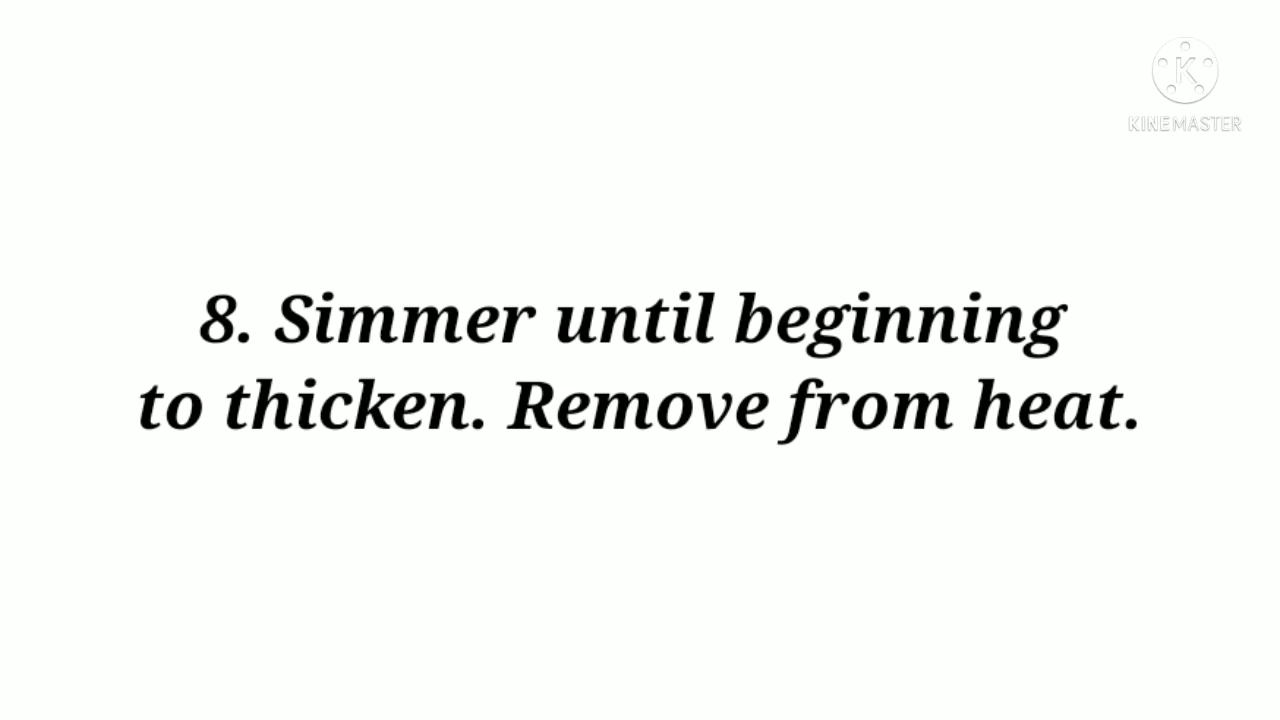 KINEMASTER
8. Simmer until beginning
to thicken. Remove from heat.